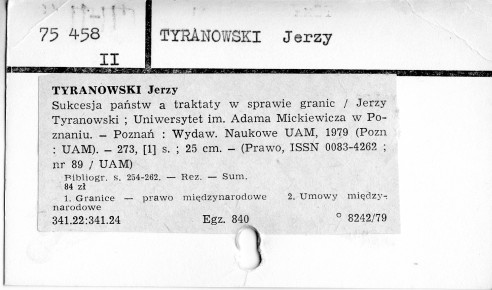 75 458
II
TYRANOWSKI Jerzy
TYRANOWSKI Jerzy
Sukcesja państw a traktaty w sprawie granic / Jerzy
Tyranowski ; Uniwersytet im. Adama Mickiewicza w Po-
znaniu. — Poznań : Wydaw. Naukowe UAM, 1979 (Pozn
: UAM). — 273, [1] s. ; 25 cm. — (Prawo, ISSN 0083-4262 ;
nr 89 / UAM)
Bibliogr. s. 254-262. — Rez. — Sum.
84 zł
1. Granice — prawo międzynarodowe 2. Umowy między-
narodowe
341.22:341.24 Egz. 840 ° 8242/79